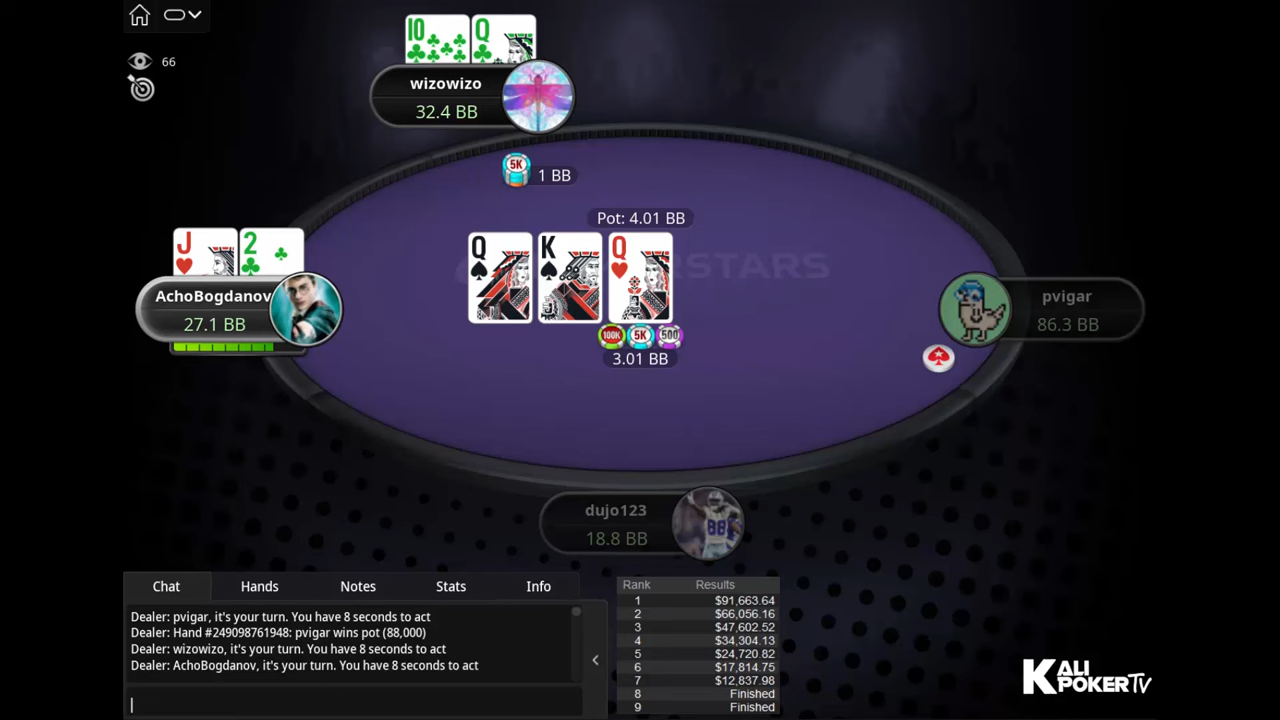 66
10 Q
wizowizo
32.4 BB
5K 1 BB
Pot: 4.01 BB
J 2
AchoBogdanov
27.1 BB
Q K Q
RSTARS
100K 5K 500
3.01 BB
pvigar
86.3 BB
dujo123
18.8 BB
88
Chat Hands Notes Stats Info
Dealer: pvigar, it's your turn. You have 8 seconds to act
Dealer: Hand #249098761948: pvigar wins pot (88,000)
Dealer: wizowizo, it's your turn. You have 8 seconds to act
Dealer: AchoBogdanov, it's your turn. You have 8 seconds to act
Rank Results
1 $91,663.64
2 $66,056.16
3 $47,602.52
4 $34,304.13
5 $24,720.82
6 $17,814.75
7 $12,837.98
8 Finished
9 Finished
KALI
POKERTV